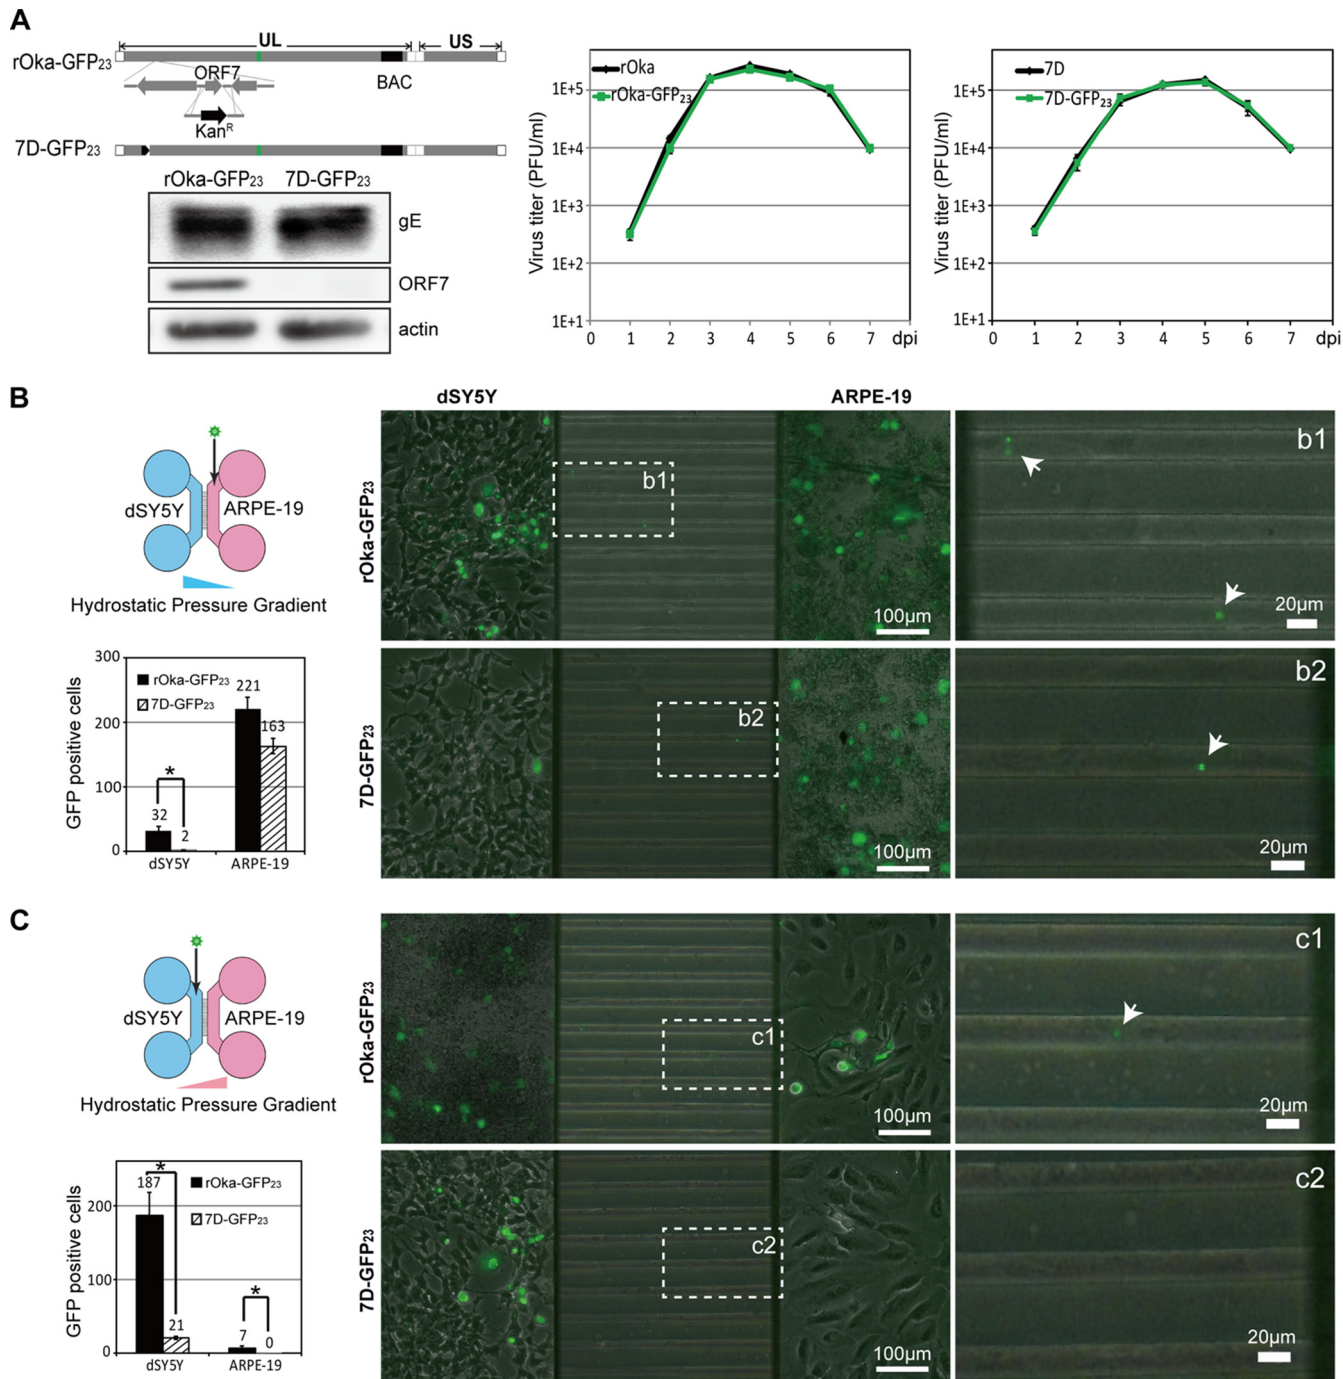 A
UL
US
rOka-GFP23
ORF7
BAC
KanR
7D-GFP23
rOka-GFP23 7D-GFP23
gE
ORF7
actin
Virus titer (PFU/ml)
1E+5
1E+4
1E+3
1E+2
1E+1
rOka
rOka-GFP23
0 1 2 3 4 5 6 7 dpi
Virus titer (PFU/ml)
1E+5
1E+4
1E+3
1E+2
1E+1
7D
7D-GFP23
0 1 2 3 4 5 6 7 dpi
B
dSY5Y
ARPE-19
Hydrostatic Pressure Gradient
GFP positive cells
300
200
100
0
rOka-GFP23
7D-GFP23
221
163
*
32
2
dSY5Y ARPE-19
dSY5Y ARPE-19
rOka-GFP23
b1
100µm
b1
20µm
7D-GFP23
b2
100µm
b2
20µm
C
dSY5Y
ARPE-19
Hydrostatic Pressure Gradient
GFP positive cells
200
100
0
rOka-GFP23
7D-GFP23
187
*
21
*
7
0
dSY5Y ARPE-19
rOka-GFP23
c1
100µm
c1
20µm
7D-GFP23
c2
100µm
c2
20µm